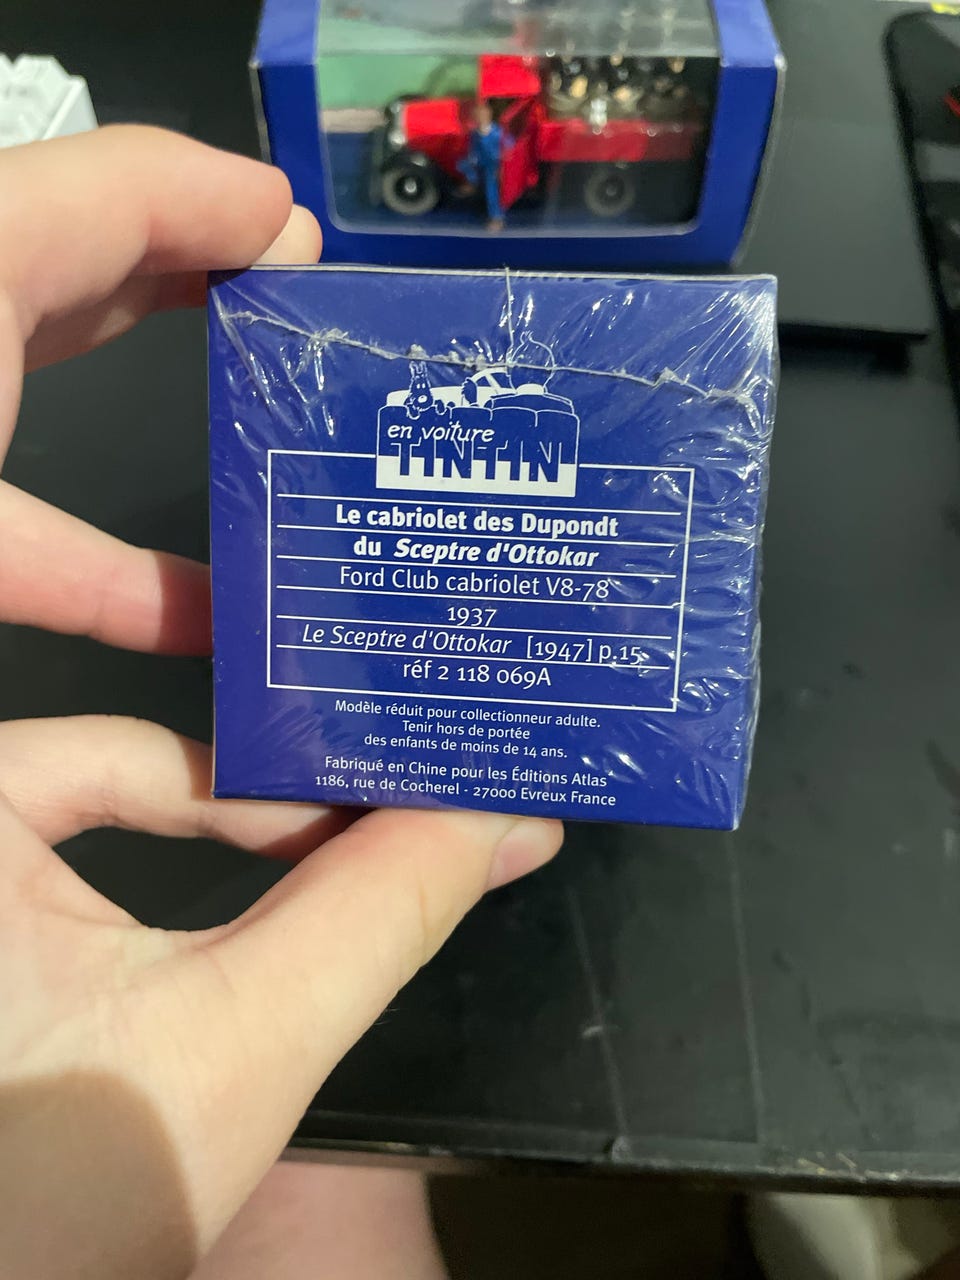 en voiture
TINTIN
Le cabriolet des Dupondt
du Sceptre d'Ottokar
Ford Club cabriolet V8-78
1937
Le Sceptre d'Ottokar [1947] p.15
réf 2 118 069A
Modèle réduit pour collectionneur adulte.
Tenir hors de portée
des enfants de moins de 14 ans.
Fabriqué en Chine pour les Éditions Atlas
1186, rue de Cocherel - 27000 Evreux France